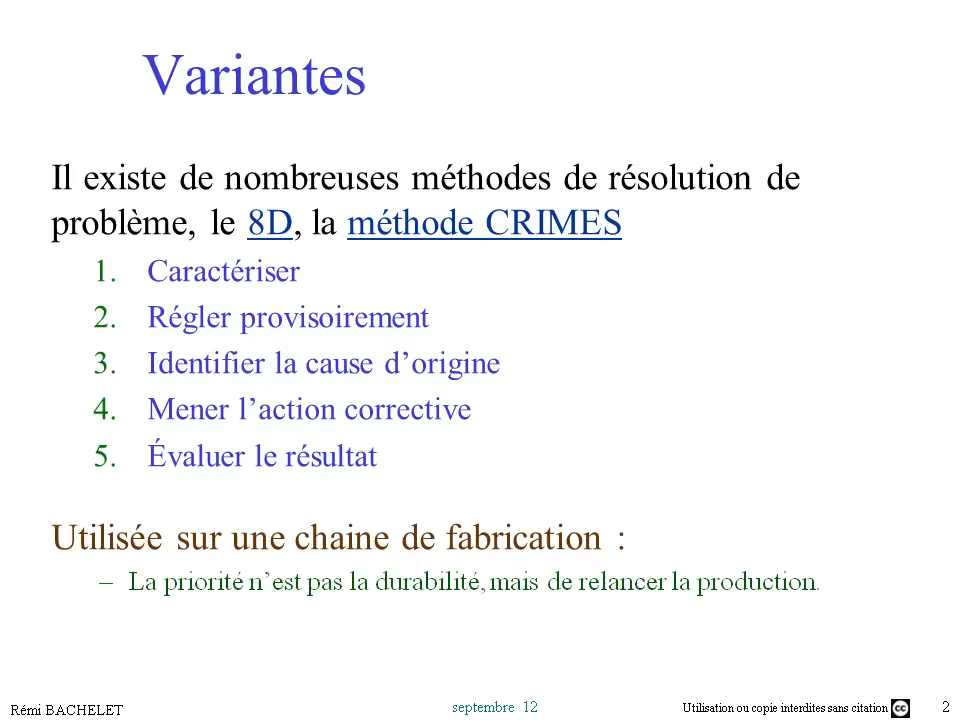 Variantes
Il existe de nombreuses méthodes de résolution de
problème, le 8D, la méthode CRIMES
1. Caractériser
2. Régler provisoirement
3. Identifier la cause d’origine
4. Mener l’action corrective
5. Évaluer le résultat
Utilisée sur une chaine de fabrication :
– La priorité n’est pas la durabilité, mais de relancer la production.
Rémi BACHELET septembre 12 Utilisation ou copie interdites sans citation cc 2